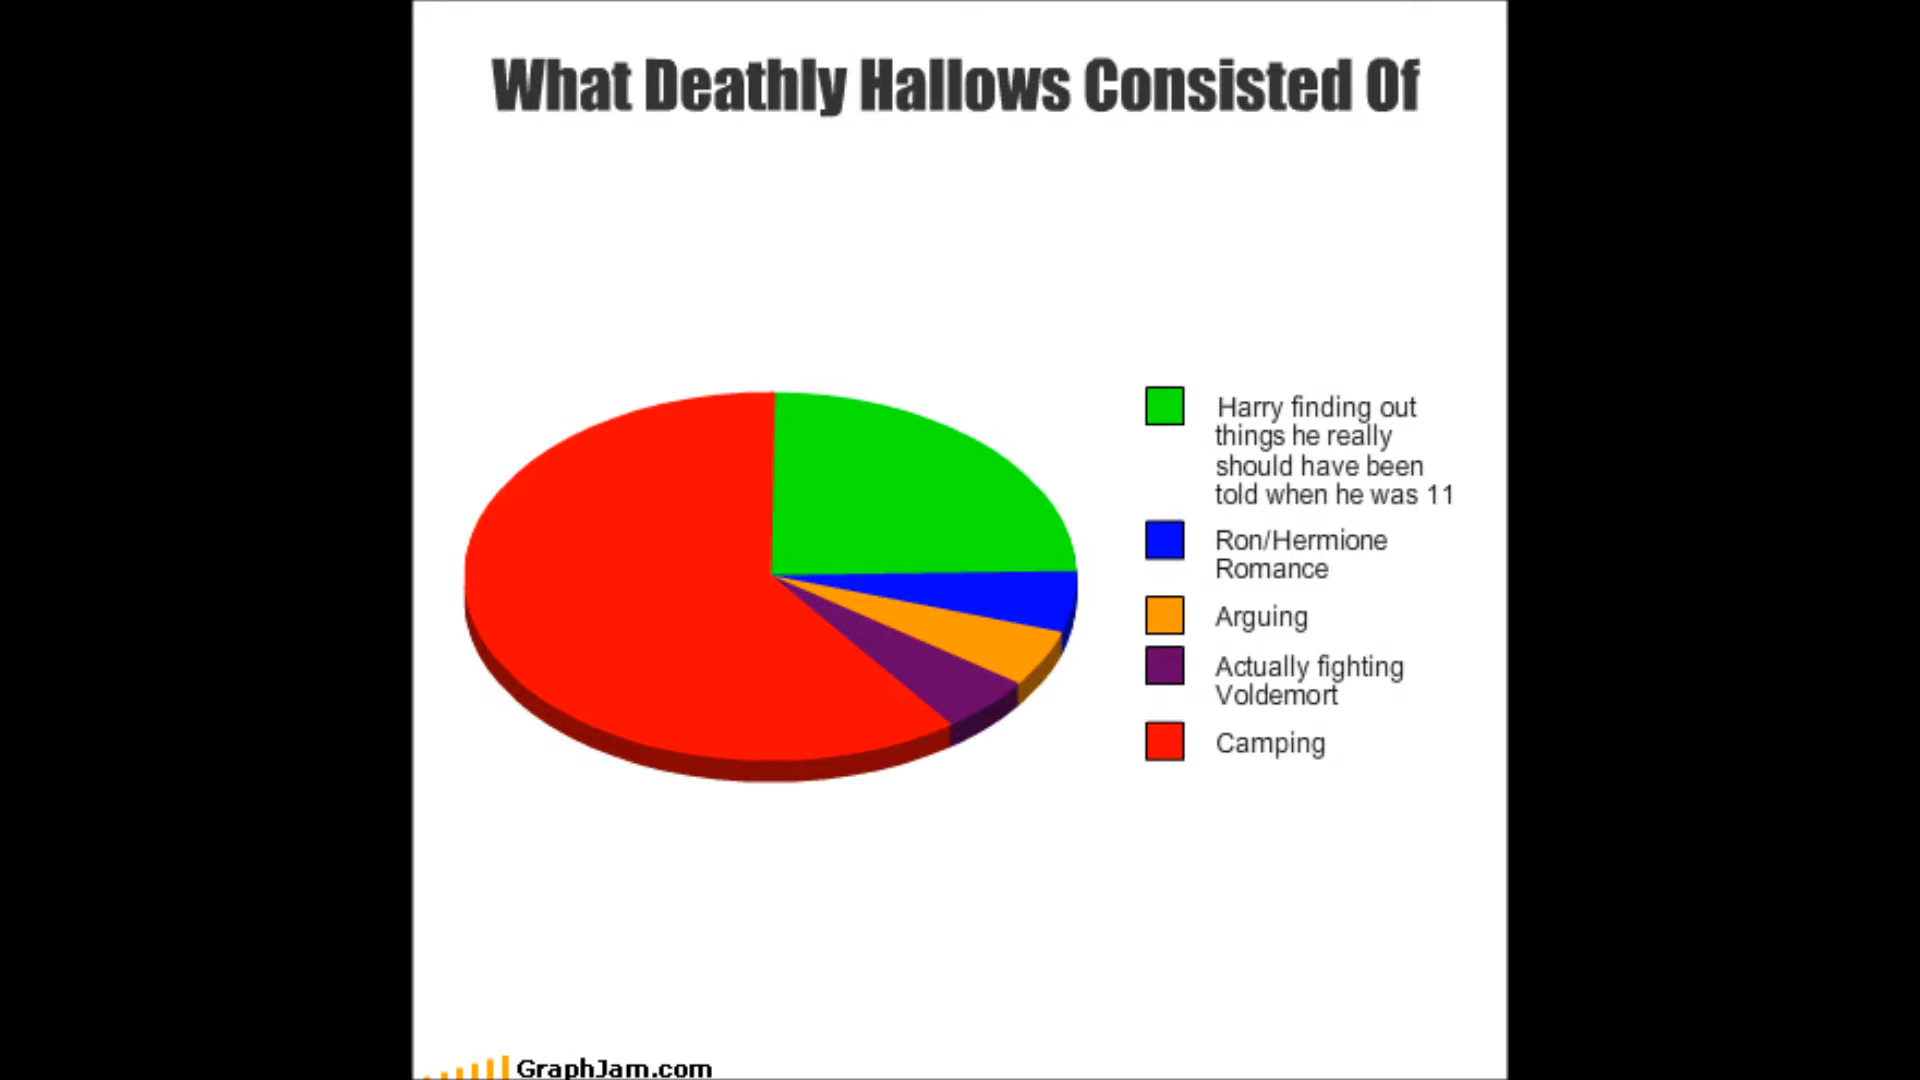 What Deathly Hallows Consisted Of
Harry finding out
things he really
should have been
told when he was 11
Ron/Hermione
Romance
Arguing
Actually fighting
Voldemort
Camping
GraphJam.com